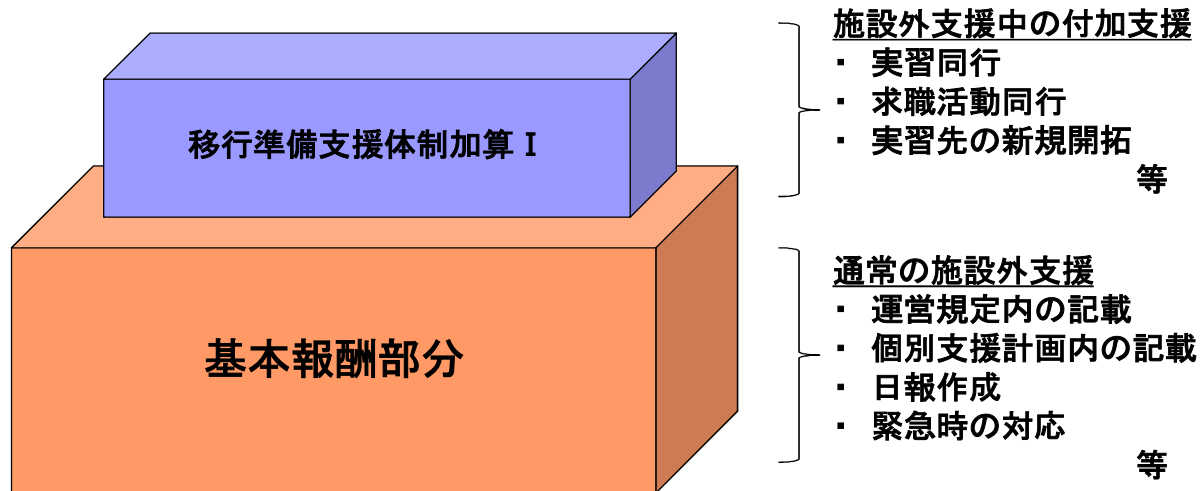 施設外支援中の付加支援
▪ 実習同行
▪ 求職活動同行
▪ 実習先の新規開拓
等
移行準備支援体制加算Ⅰ
通常の施設外支援
▪ 運営規定内の記載
▪ 個別支援計画内の記載
▪ 日報作成
▪ 緊急時の対応
等
基本報酬部分